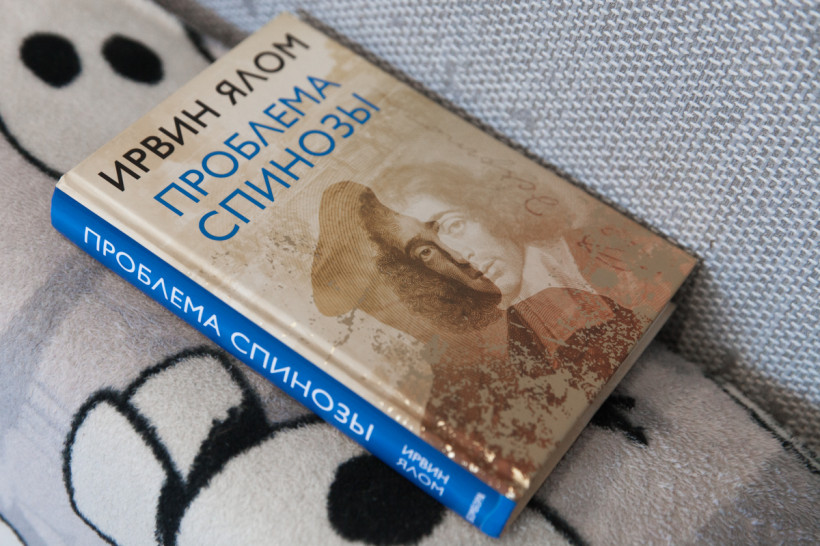 ИРВИН ЯЛОМ
ПРОБЛЕМА
СПИНОЗЫ
ПРОБЛЕМА СПИНОЗЫ
ИРВИН
ЯЛОМ